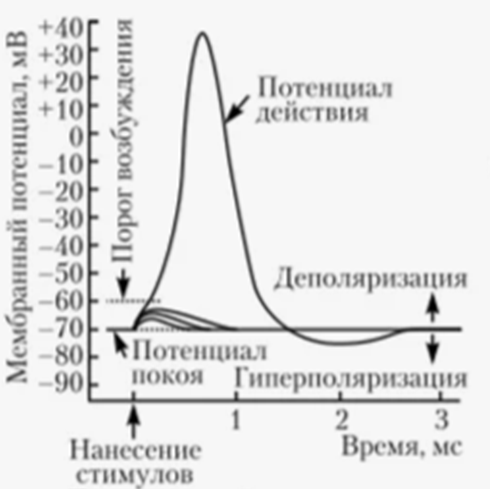 Мембранный потенциал, мВ
+40
+30
+20
+10
0
−10
−20
−30
−40
−50
−60
−70
−80
−90
Порог возбуждения
Потенциал
действия
Деполяризация
Потенциал
покоя
Гиперполяризация
1
2
3
Нанесение
стимулов
Время, мс